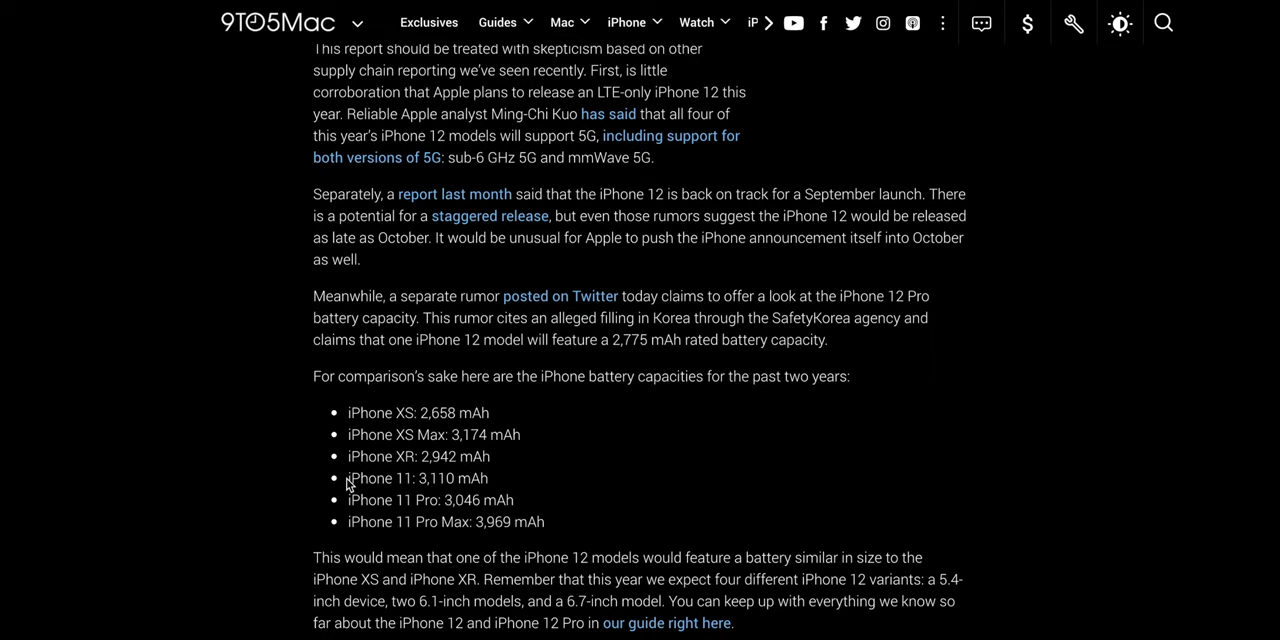 9TO5Mac Exclusives Guides Mac iPhone Watch iP
This report should be treated with skepticism based on other
supply chain reporting we've seen recently. First, is little
corroboration that Apple plans to release an LTE-only iPhone 12 this
year. Reliable Apple analyst Ming-Chi Kuo has said that all four of
this year's iPhone 12 models will support 5G, including support for
both versions of 5G: sub-6 GHz 5G and mmWave 5G.
Separately, a report last month said that the iPhone 12 is back on track for a September launch. There
is a potential for a staggered release, but even those rumors suggest the iPhone 12 would be released
as late as October. It would be unusual for Apple to push the iPhone announcement itself into October
as well.
Meanwhile, a separate rumor posted on Twitter today claims to offer a look at the iPhone 12 Pro
battery capacity. This rumor cites an alleged filling in Korea through the SafetyKorea agency and
claims that one iPhone 12 model will feature a 2,775 mAh rated battery capacity.
For comparison's sake here are the iPhone battery capacities for the past two years:
• iPhone XS: 2,658 mAh
• iPhone XS Max: 3,174 mAh
• iPhone XR: 2,942 mAh
• iPhone 11: 3,110 mAh
• iPhone 11 Pro: 3,046 mAh
• iPhone 11 Pro Max: 3,969 mAh
This would mean that one of the iPhone 12 models would feature a battery similar in size to the
iPhone XS and iPhone XR. Remember that this year we expect four different iPhone 12 variants: a 5.4-
inch device, two 6.1-inch models, and a 6.7-inch model. You can keep up with everything we know so
far about the iPhone 12 and iPhone 12 Pro in our guide right here.